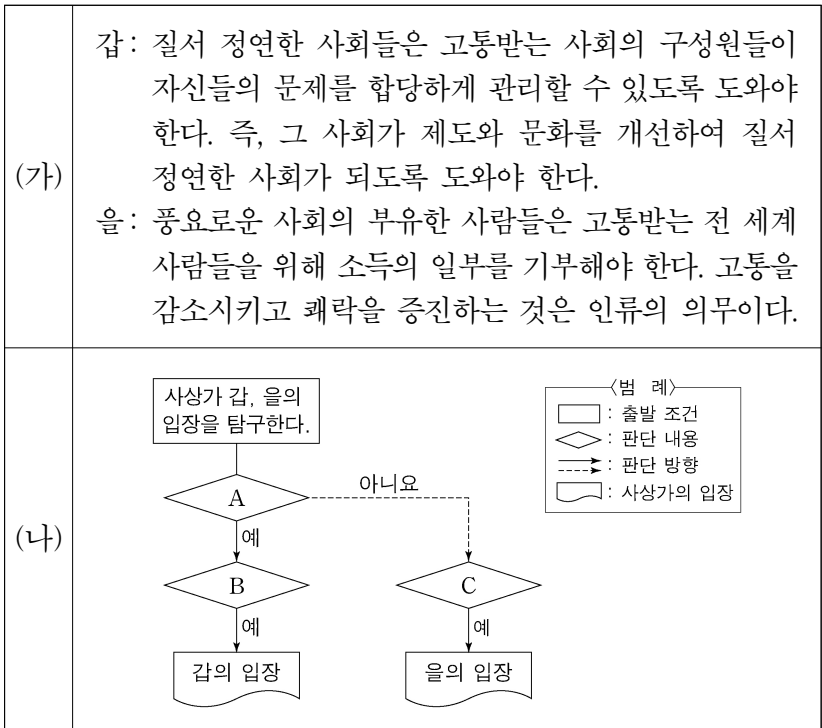 (가)
갑: 질서 정연한 사회들은 고통받는 사회의 구성원들이
자신들의 문제를 합당하게 관리할 수 있도록 도와야
한다. 즉, 그 사회가 제도와 문화를 개선하여 질서
정연한 사회가 되도록 도와야 한다.
을: 풍요로운 사회의 부유한 사람들은 고통받는 전 세계
사람들을 위해 소득의 일부를 기부해야 한다. 고통을
감소시키고 쾌락을 증진하는 것은 인류의 의무이다.
(나)
사상가 갑, 을의
입장을 탐구한다.
〈범 례〉
: 출발 조건
: 판단 내용
: 판단 방향
: 사상가의 입장
A
아니요
예
B
C
예
예
갑의 입장
을의 입장